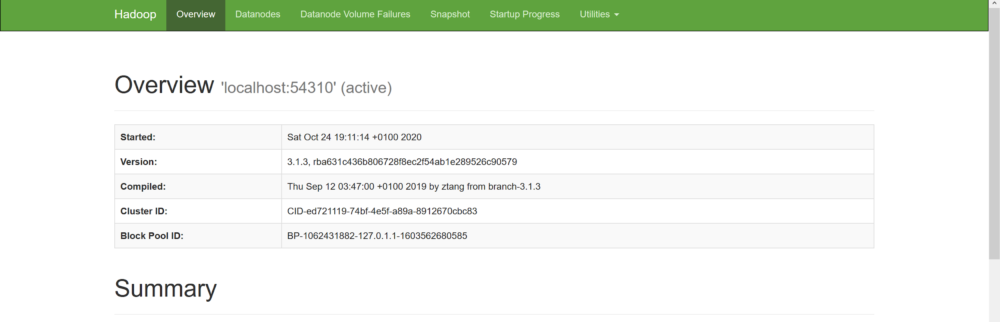 Hadoop Overview Datanodes Datanode Volume Failures Snapshot Startup Progress Utilities
Overview 'localhost:54310' (active)
Started: Sat Oct 24 19:11:14 +0100 2020
Version: 3.1.3, rba631c436b806728f8ec2f54ab1e289526c90579
Compiled: Thu Sep 12 03:47:00 +0100 2019 by ztang from branch-3.1.3
Cluster ID: CID-ed721119-74bf-4e5f-a89a-8912670cbc83
Block Pool ID: BP-1062431882-127.0.1.1-1603562680585
Summary